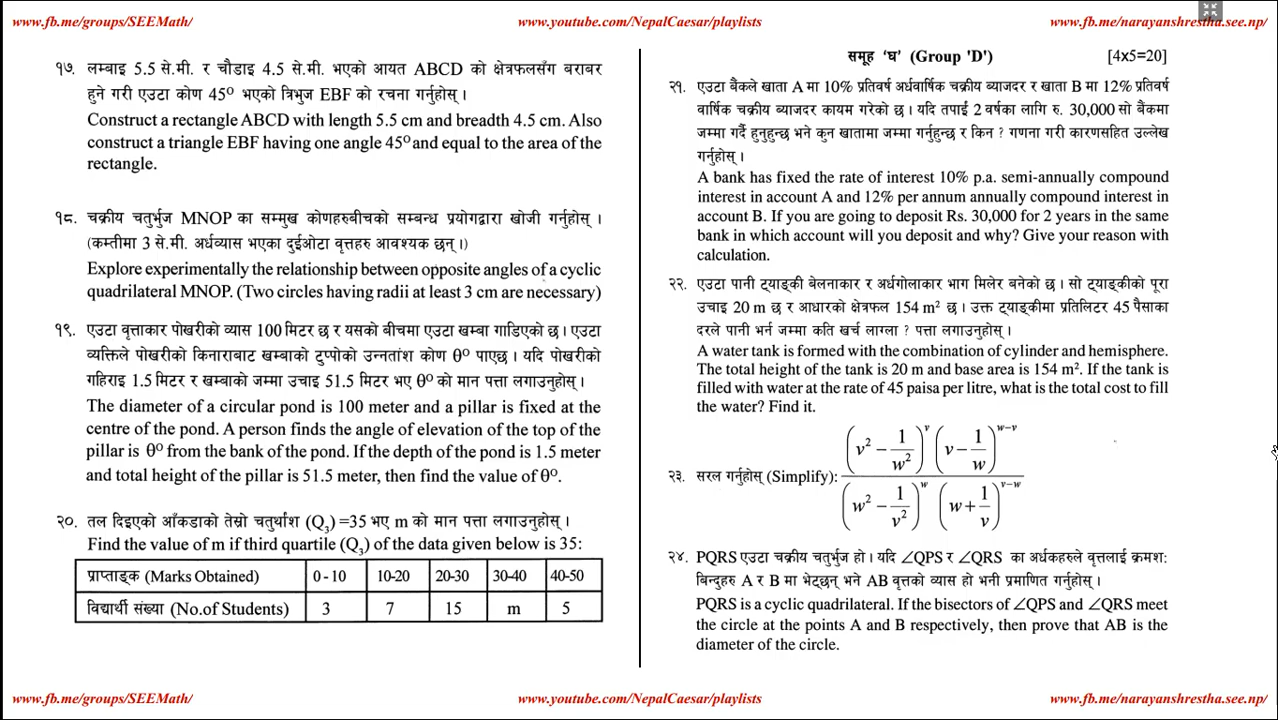 www.fb.me/groups/SEEMath/
www.youtube.com/NepalCaesar/playlists
www.fb.me/narayanshrestha.see.np/
१७. लम्बाइ 5.5 से.मी. र चौडाइ 4.5 से.मी. भएको आयत ABCD को क्षेत्रफलसँग बराबर
हुने गरी एउटा कोण 45⁰ भएको त्रिभुज EBF को रचना गर्नुहोस् ।
Construct a rectangle ABCD with length 5.5 cm and breadth 4.5 cm. Also
construct a triangle EBF having one angle 45⁰ and equal to the area of the
rectangle.
१८. चक्रीय चतुर्भुज MNOP का सम्मुख कोणहरुबीचको सम्बन्ध प्रयोगद्वारा खोजी गर्नुहोस् ।
(कम्तीमा 3 से.मी. अर्धव्यास भएका दुईओटा वृत्तहरु आवश्यक छन् ।)
Explore experimentally the relationship between opposite angles of a cyclic
quadrilateral MNOP. (Two circles having radii at least 3 cm are necessary)
१९. एउटा वृत्ताकार पोखरीको व्यास 100 मिटर छ र यसको बीचमा एउटा खम्बा गाडिएको छ । एउटा
व्यक्तिले पोखरीको किनाराबाट खम्बाको टुप्पोको उन्नतांश कोण θ⁰ पाएछ । यदि पोखरीको
गहिराइ 1.5 मिटर र खम्बाको जम्मा उचाइ 51.5 मिटर भए θ⁰ को मान पत्ता लगाउनुहोस् ।
The diameter of a circular pond is 100 meter and a pillar is fixed at the
centre of the pond. A person finds the angle of elevation of the top of the
pillar is θ⁰ from the bank of the pond. If the depth of the pond is 1.5 meter
and total height of the pillar is 51.5 meter, then find the value of θ⁰.
२०. तल दिइएको आँकडाको तेस्रो चतुर्थांश (Q₃) =35 भए m को मान पत्ता लगाउनुहोस् ।
Find the value of m if third quartile (Q₃) of the data given below is 35:
प्राप्ताङ्क (Marks Obtained) 0 - 10 10-20 20-30 30-40 40-50
विद्यार्थी संख्या (No.of Students) 3 7 15 m 5
समूह ‘घ’ (Group 'D') [4x5=20]
२१. एउटा बैंकले खाता A मा 10% प्रतिवर्ष अर्धवार्षिक चक्रीय ब्याजदर र खाता B मा 12% प्रतिवर्ष
वार्षिक चक्रीय ब्याजदर कायम गरेको छ । यदि तपाईं 2 वर्षका लागि रु. 30,000 सो बैंकमा
जम्मा गर्दै हुनुहुन्छ भने कुन खातामा जम्मा गर्नुहुन्छ र किन ? गणना गरी कारणसहित उल्लेख
गर्नुहोस् ।
A bank has fixed the rate of interest 10% p.a. semi-annually compound
interest in account A and 12% per annum annually compound interest in
account B. If you are going to deposit Rs. 30,000 for 2 years in the same
bank in which account will you deposit and why? Give your reason with
calculation.
२२. एउटा पानी ट्याङ्की बेलनाकार र अर्धगोलाकार भाग मिलेर बनेको छ । सो ट्याङ्कीको पूरा
उचाइ 20 m छ र आधारको क्षेत्रफल 154 m² छ । उक्त ट्याङ्कीमा प्रतिलिटर 45 पैसाका
दरले पानी भर्न जम्मा कति खर्च लाग्ला ? पत्ता लगाउनुहोस् ।
A water tank is formed with the combination of cylinder and hemisphere.
The total height of the tank is 20 m and base area is 154 m². If the tank is
filled with water at the rate of 45 paisa per litre, what is the total cost to fill
the water? Find it.
२३. सरल गर्नुहोस् (Simplify): (v² − 1/w²)^v (v − 1/w)^(w−v) / (w² − 1/v²)^w (w + 1/v)^(v−w)
२४. PQRS एउटा चक्रीय चतुर्भुज हो । यदि ∠QPS र ∠QRS का अर्धकहरुले वृत्तलाई क्रमशः
बिन्दुहरु A र B मा भेट्छन् भने AB वृत्तको व्यास हो भनी प्रमाणित गर्नुहोस् ।
PQRS is a cyclic quadrilateral. If the bisectors of ∠QPS and ∠QRS meet
the circle at the points A and B respectively, then prove that AB is the
diameter of the circle.
www.fb.me/groups/SEEMath/
www.youtube.com/NepalCaesar/playlists
www.fb.me/narayanshrestha.see.np/